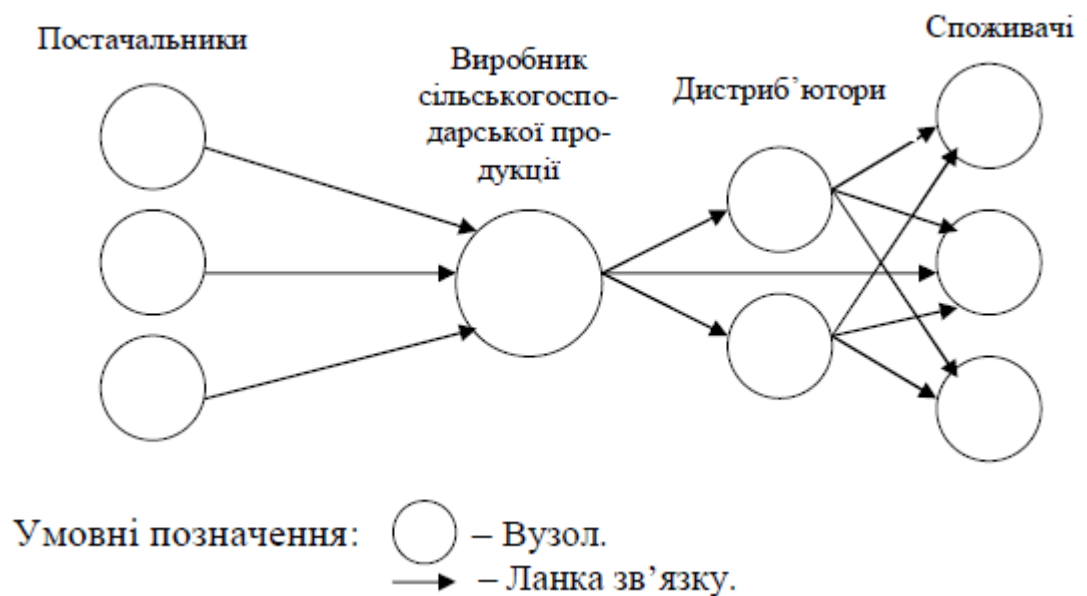 Постачальники
Виробник
сільськогоспо-
дарської про-
дукції
Дистриб’ютори
Споживачі
Умовні позначення:
– Вузол.
– Ланка зв’язку.